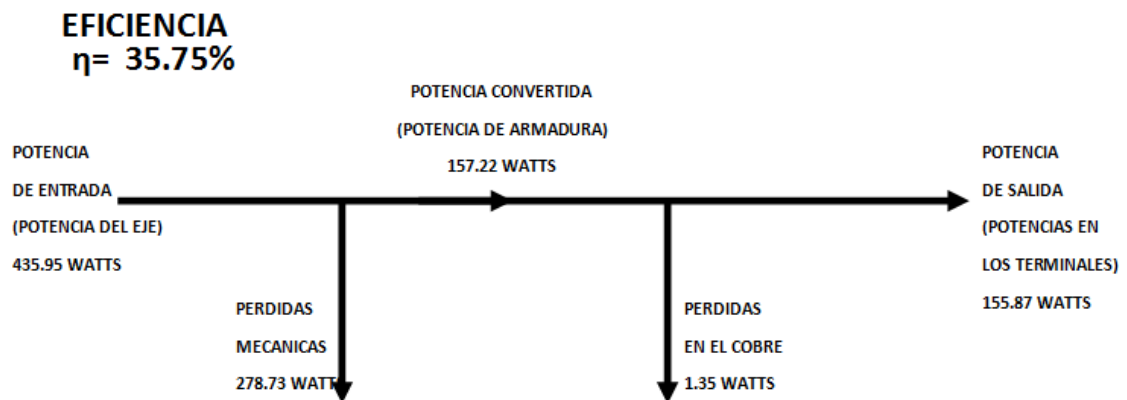 EFICIENCIA
η= 35.75%
POTENCIA CONVERTIDA
(POTENCIA DE ARMADURA)
157.22 WATTS
POTENCIA
DE ENTRADA
(POTENCIA DEL EJE)
435.95 WATTS
POTENCIA
DE SALIDA
(POTENCIAS EN
LOS TERMINALES)
155.87 WATTS
PERDIDAS
MECANICAS
278.73 WATTS
PERDIDAS
EN EL COBRE
1.35 WATTS